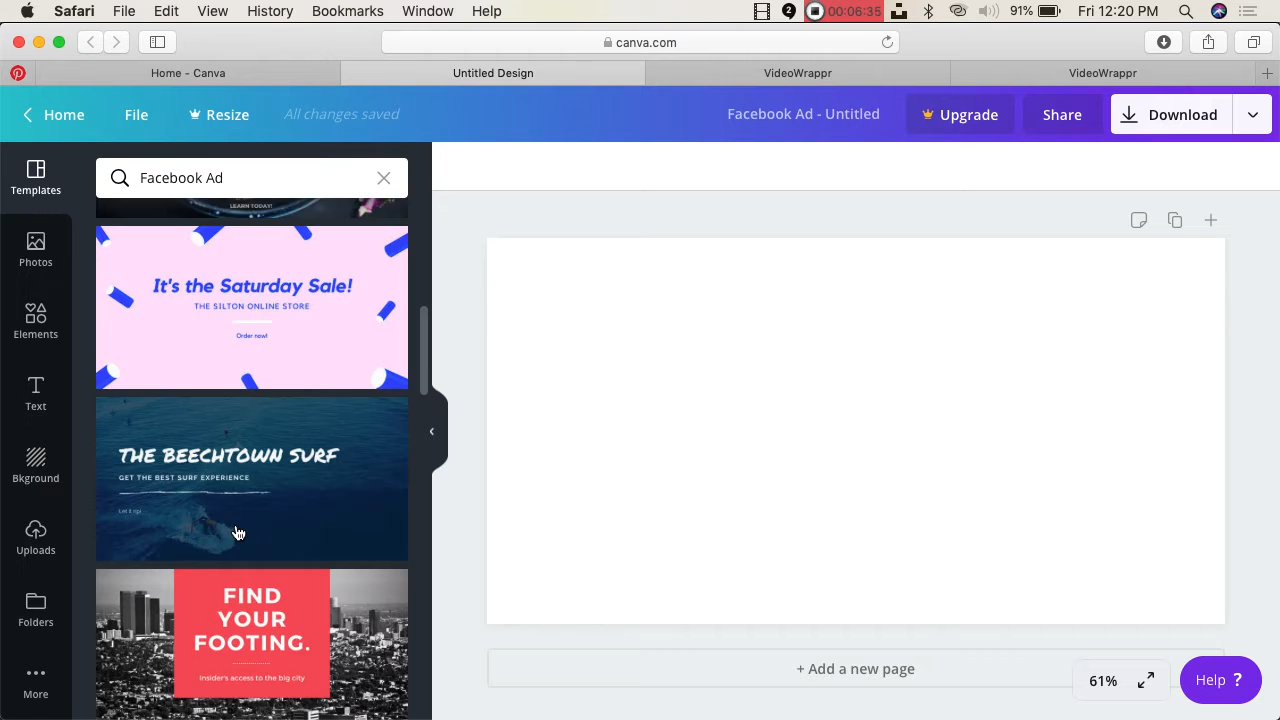 Safari File Edit View History Bookmarks Window Help 2 00:06:35 91% Fri 12:20 PM
canva.com
Home - Canva Untitled Design VideoWrappr VideoWrappr
Home File Resize All changes saved Facebook Ad - Untitled Upgrade Share Download
Templates
Photos
Elements
Text
Bkground
Uploads
Folders
More
Facebook Ad
LEARN TODAY!
It's the Saturday Sale!
THE SILTON ONLINE STORE
Order now!
THE BEECHTOWN SURF
GET THE BEST SURF EXPERIENCE
Let it rip!
FIND
YOUR
FOOTING.
Insider's access to the big city
+ Add a new page
61%
Help ?